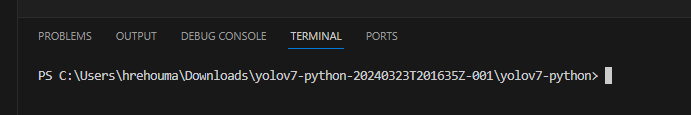 PROBLEMS OUTPUT DEBUG CONSOLE TERMINAL PORTS
PS C:\Users\hrehouma\Downloads\yolov7-python-20240323T201635Z-001\yolov7-python>